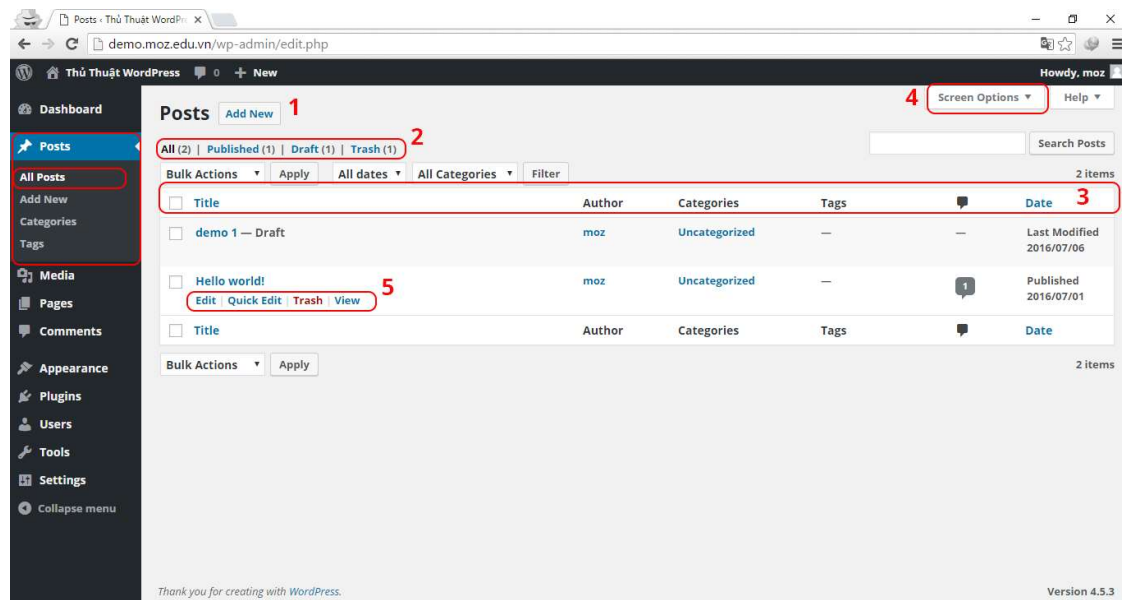 Posts ‹ Thủ Thuật WordPr
demo.moz.edu.vn/wp-admin/edit.php
Thủ Thuật WordPress 0 + New Howdy, moz
Dashboard
Posts
All Posts
Add New
Categories
Tags
Media
Pages
Comments
Appearance
Plugins
Users
Tools
Settings
Collapse menu
Posts Add New 1
4 Screen Options ▼ Help ▼
All (2) | Published (1) | Draft (1) | Trash (1) 2
Search Posts
Bulk Actions ▼ Apply All dates ▼ All Categories ▼ Filter 2 items
Title Author Categories Tags Date 3
demo 1 — Draft moz Uncategorized — — Last Modified
2016/07/06
Hello world! moz Uncategorized — 1 Published
2016/07/01
Edit | Quick Edit | Trash | View 5
Title Author Categories Tags Date
Bulk Actions ▼ Apply 2 items
Thank you for creating with WordPress. Version 4.5.3